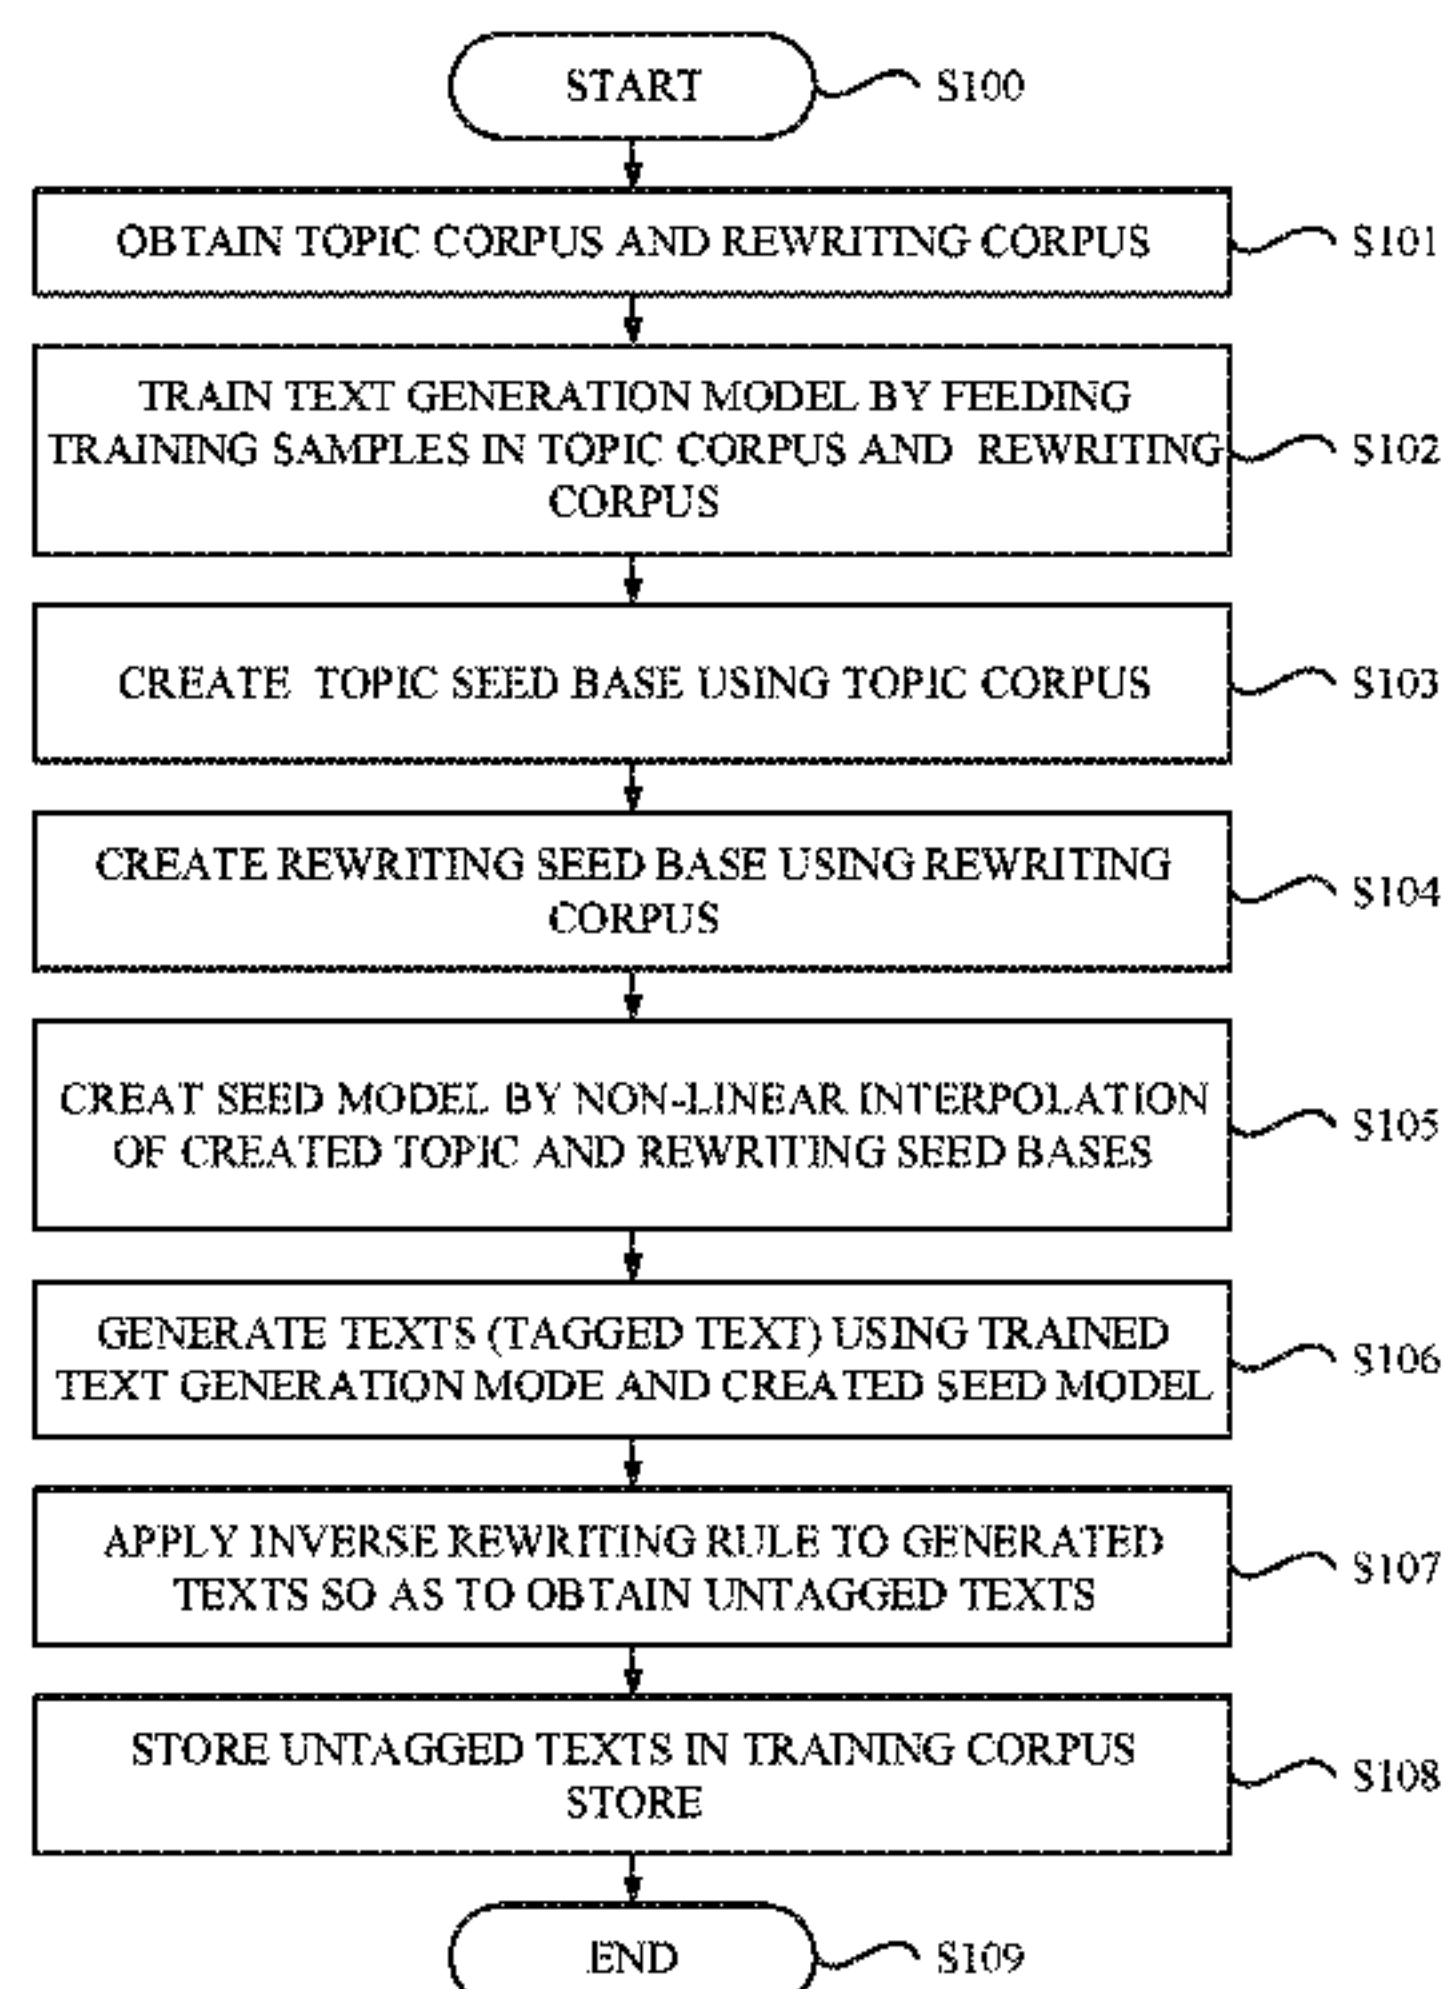 START S100
OBTAIN TOPIC CORPUS AND REWRITING CORPUS S101
TRAIN TEXT GENERATION MODEL BY FEEDING
TRAINING SAMPLES IN TOPIC CORPUS AND REWRITING S102
CORPUS
CREATE TOPIC SEED BASE USING TOPIC CORPUS S103
CREATE REWRITING SEED BASE USING REWRITING
CORPUS
S104
CREAT SEED MODEL BY NON-LINEAR INTERPOLATION
OF CREATED TOPIC AND REWRITING SEED BASES
S105
GENERATE TEXTS (TAGGED TEXT) USING TRAINED
TEXT GENERATION MODE AND CREATED SEED MODEL
S106
APPLY INVERSE REWRITING RULE TO GENERATED
TEXTS SO AS TO OBTAIN UNTAGGED TEXTS
S107
STORE UNTAGGED TEXTS IN TRAINING CORPUS
STORE
S108
END S109